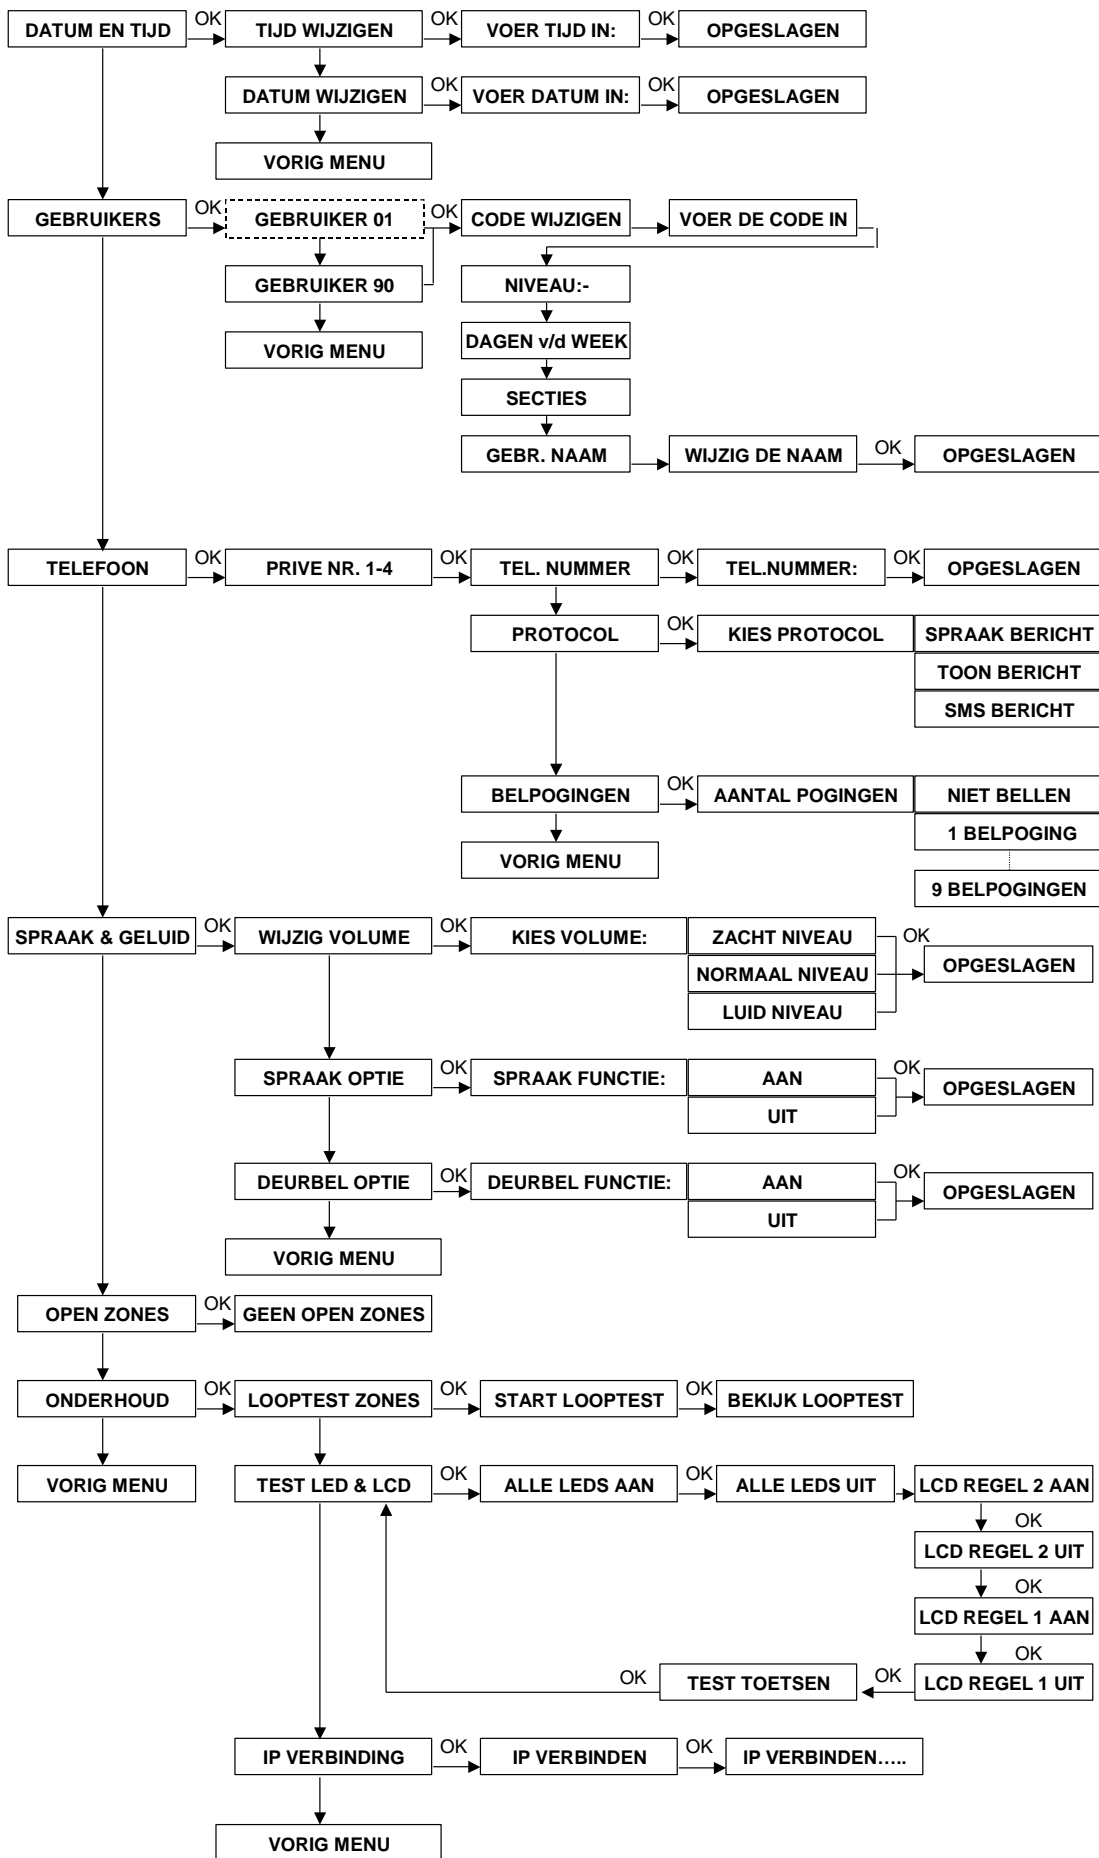 DATUM EN TIJD OK TIJD WIJZIGEN OK VOER TIJD IN: OK OPGESLAGEN
DATUM WIJZIGEN OK VOER DATUM IN: OK OPGESLAGEN
VORIG MENU
GEBRUIKERS OK GEBRUIKER 01 OK CODE WIJZIGEN VOER DE CODE IN
GEBRUIKER 90 NIVEAU:-
VORIG MENU DAGEN v/d WEEK
SECTIES
GEBR. NAAM WIJZIG DE NAAM OK OPGESLAGEN
TELEFOON OK PRIVE NR. 1-4 OK TEL. NUMMER OK TEL.NUMMER: OK OPGESLAGEN
PROTOCOL OK KIES PROTOCOL SPRAAK BERICHT
TOON BERICHT
SMS BERICHT
BELPOGINGEN OK AANTAL POGINGEN NIET BELLEN
1 BELPOGING
VORIG MENU
9 BELPOGINGEN
SPRAAK & GELUID OK WIJZIG VOLUME OK KIES VOLUME: ZACHT NIVEAU OK
NORMAAL NIVEAU OPGESLAGEN
LUID NIVEAU
SPRAAK OPTIE OK SPRAAK FUNCTIE: AAN OK OPGESLAGEN
UIT
DEURBEL OPTIE OK DEURBEL FUNCTIE: AAN OK OPGESLAGEN
UIT
VORIG MENU
OPEN ZONES OK GEEN OPEN ZONES
ONDERHOUD OK LOOPTEST ZONES OK START LOOPTEST OK BEKIJK LOOPTEST
VORIG MENU TEST LED & LCD OK ALLE LEDS AAN OK ALLE LEDS UIT LCD REGEL 2 AAN
OK
LCD REGEL 2 UIT
OK
LCD REGEL 1 AAN
OK
OK TEST TOETSEN OK LCD REGEL 1 UIT
IP VERBINDING OK IP VERBINDEN OK IP VERBINDEN.....
VORIG MENU